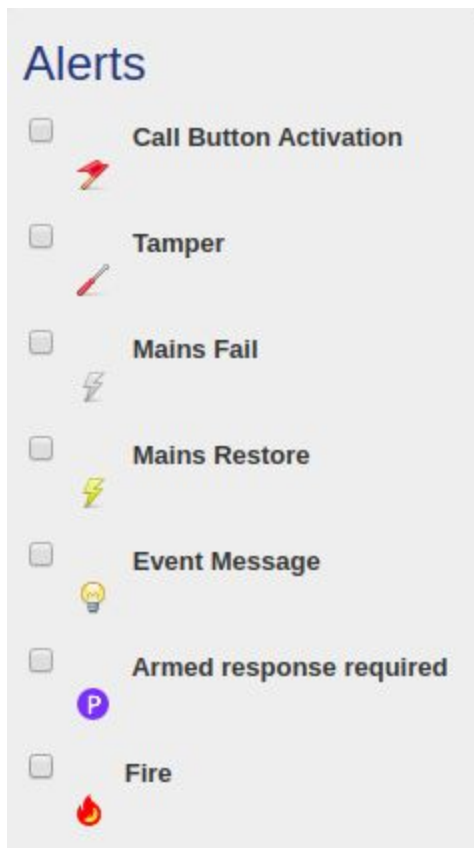 Alerts
Call Button Activation
Tamper
Mains Fail
Mains Restore
Event Message
Armed response required
P
Fire